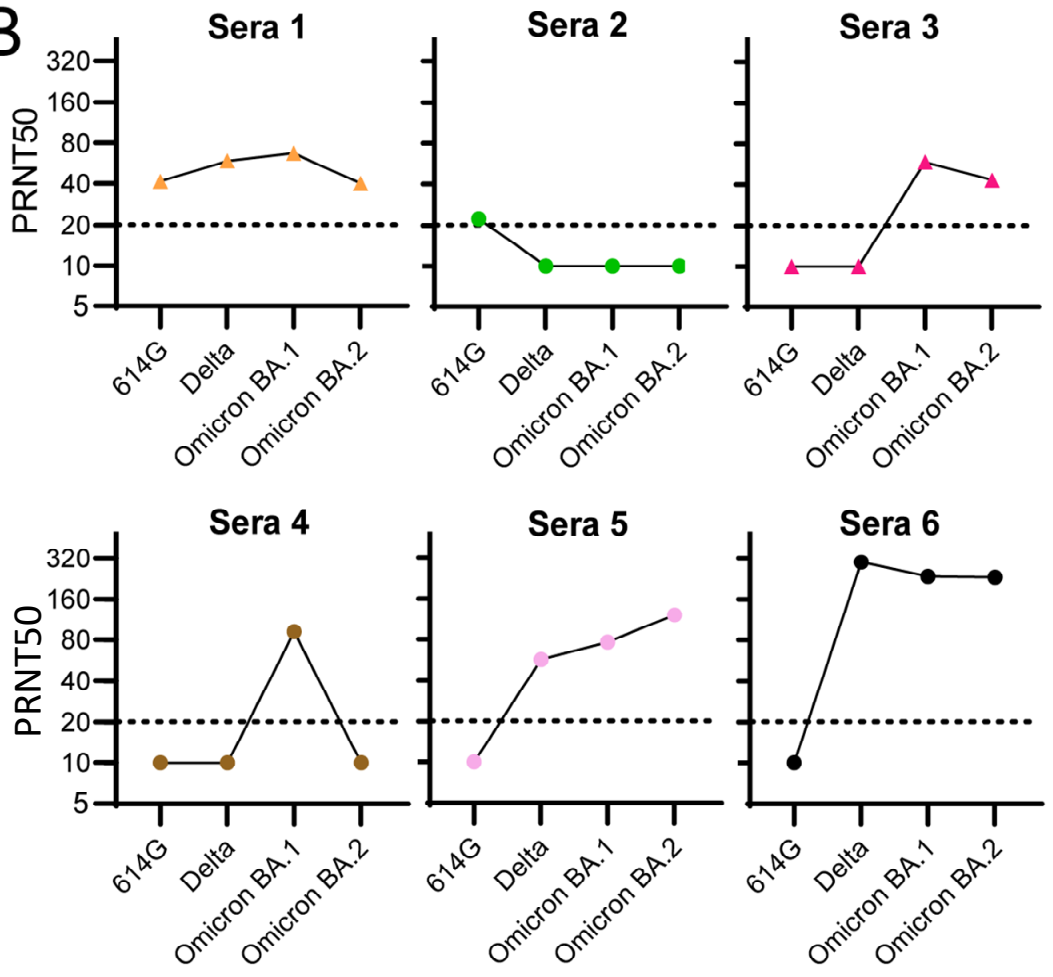 B
Sera 1
Sera 2
Sera 3
PRNT50
320
160
80
40
20
10
5
614G
Delta
Omicron BA.1
Omicron BA.2
614G
Delta
Omicron BA.1
Omicron BA.2
614G
Delta
Omicron BA.1
Omicron BA.2
Sera 4
Sera 5
Sera 6
PRNT50
320
160
80
40
20
10
5
614G
Delta
Omicron BA.1
Omicron BA.2
614G
Delta
Omicron BA.1
Omicron BA.2
614G
Delta
Omicron BA.1
Omicron BA.2